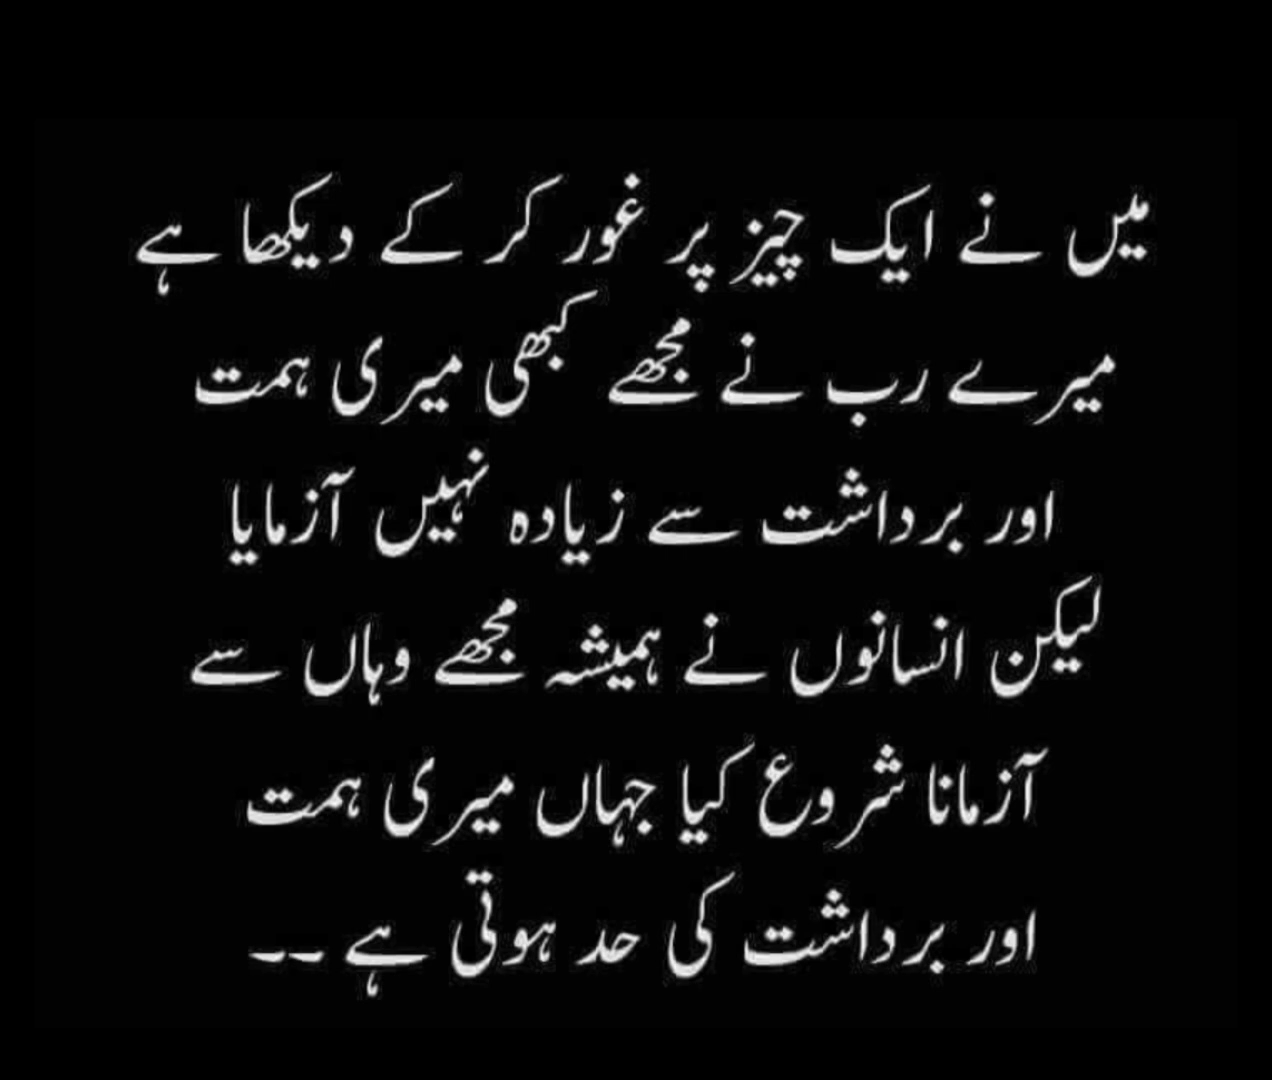 میں نے ایک چیز پر غور کر کے دیکھا ہے
میرے رب نے مجھے کبھی میری ہمت
اور برداشت سے زیادہ نہیں آزمایا
لیکن انسانوں نے ہمیشہ مجھے وہاں سے
آزمانا شروع کیا جہاں میری ہمت
اور برداشت کی حد ہوتی ہے ۔۔